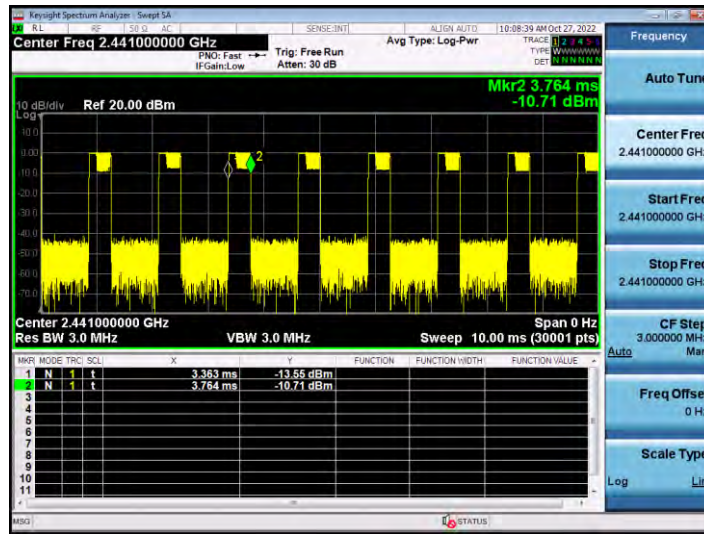 Keysight Spectrum Analyzer - Swept SA
RL RF 50 Ω AC SENSE:INT ALIGN AUTO 10:08:39 AM Oct 27, 2022
Center Freq 2.441000000 GHz
PNO: Fast
IFGain:Low
Trig: Free Run
Atten: 30 dB
Avg Type: Log-Pwr
TRACE 1 2 3 4 5 6
TYPE
DET N N N N N N
Mkr2 3.764 ms
-10.71 dBm
10 dB/div Ref 20.00 dBm
Log
10.0
0.00
-10.0
-20.0
-30.0
-40.0
-50.0
-60.0
-70.0
2
Center 2.441000000 GHz Span 0 Hz
Res BW 3.0 MHz VBW 3.0 MHz Sweep 10.00 ms (30001 pts)
MKR MODE TRC SCL X Y FUNCTION FUNCTION WIDTH FUNCTION VALUE
1 N 1 t 3.363 ms -13.55 dBm
2 N 1 t 3.764 ms -10.71 dBm
3
4
5
6
7
8
9
10
11
MSG STATUS
Frequency
Auto Tune
Center Freq
2.441000000 GHz
Start Freq
2.441000000 GHz
Stop Freq
2.441000000 GHz
CF Step
3.000000 MHz
Auto Man
Freq Offset
0 Hz
Scale Type
Log Lin